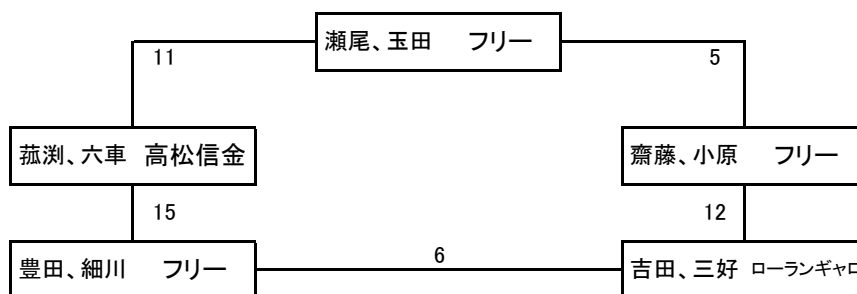 瀬尾、玉田 フリー
11
5
菰渕、六車 高松信金
齋藤、小原 フリー
15
12
豊田、細川 フリー
6
吉田、三好 ローランギャロ